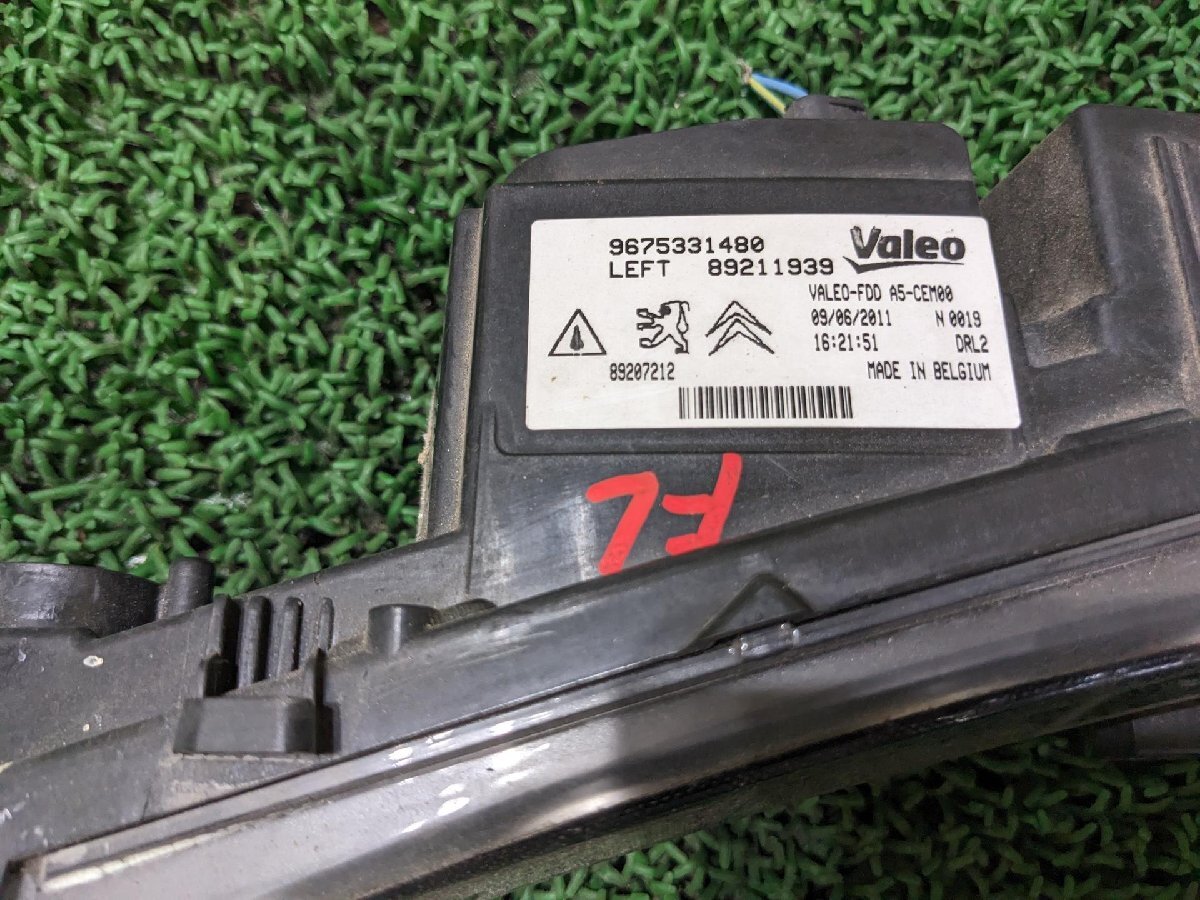 9675331480
LEFT 89211939
Valeo
VALEO-FDD A5-CEM00
09/06/2011 N 0019
16:21:51 DRL2
89207212
MADE IN BELGIUM
FL